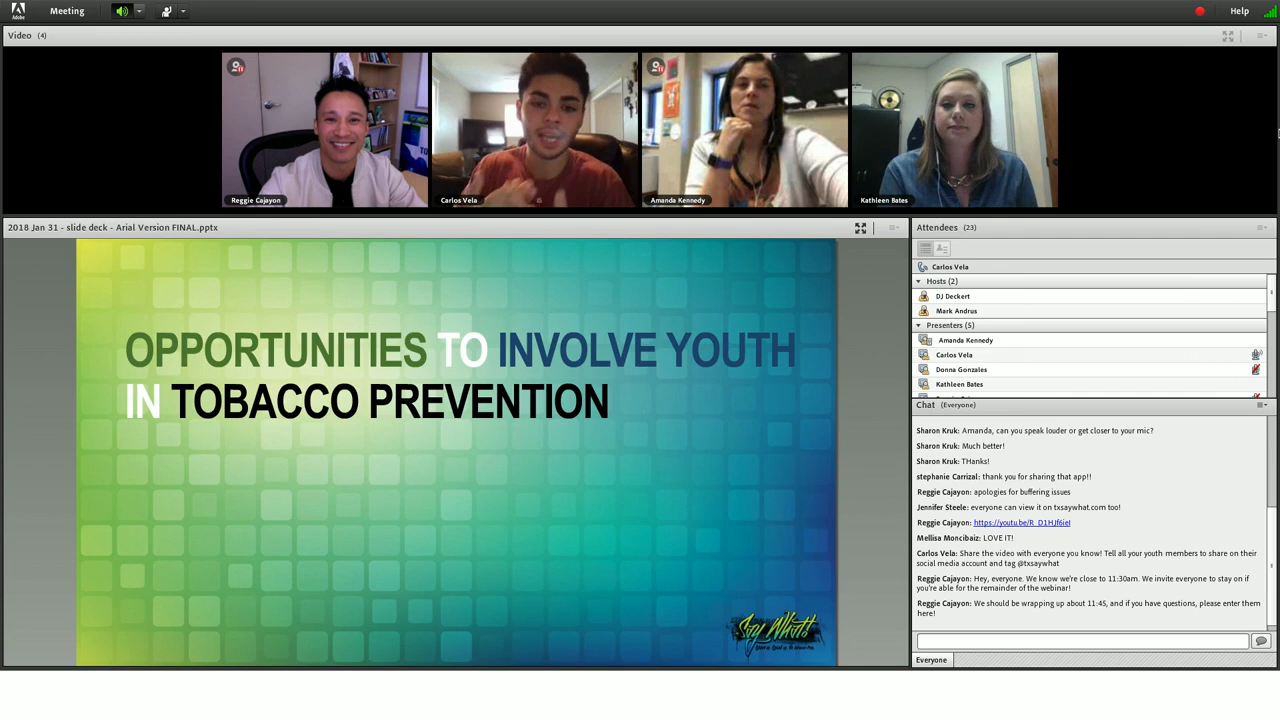 Adobe
Meeting
Help
Video (4)
Reggie Cajayon
Carlos Vela
Amanda Kennedy
Kathleen Bates
2018 Jan 31 - slide deck - Arial Version FINAL.pptx
OPPORTUNITIES TO INVOLVE YOUTH
IN TOBACCO PREVENTION
Say What!
Attendees (23)
Carlos Vela
Hosts (2)
DJ Deckert
Mark Andrus
Presenters (5)
Amanda Kennedy
Carlos Vela
Donna Gonzales
Kathleen Bates
Chat (Everyone)
Sharon Kruk: Amanda, can you speak louder or get closer to your mic?
Sharon Kruk: Much better!
Sharon Kruk: THanks!
stephanie Carrizal: thank you for sharing that app!!
Reggie Cajayon: apologies for buffering issues
Jennifer Steele: everyone can view it on txsaywhat.com too!
Reggie Cajayon: https://youtu.be/R_D1HJf6ieI
Mellisa Moncibaiz: LOVE IT!
Carlos Vela: Share the video with everyone you know! Tell all your youth members to share on their
social media account and tag @txsaywhat
Reggie Cajayon: Hey, everyone. We know we're close to 11:30am. We invite everyone to stay on if
you're able for the remainder of the webinar!
Reggie Cajayon: We should be wrapping up about 11:45, and if you have questions, please enter them
here!
Everyone